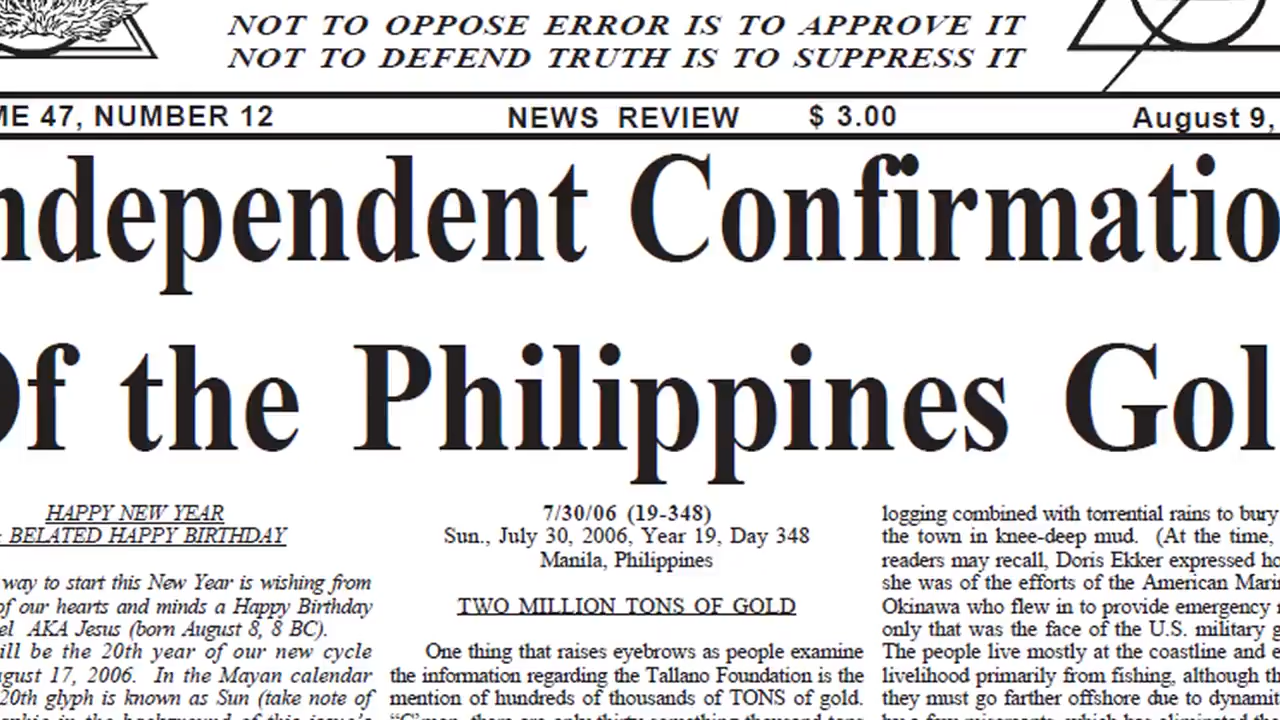 NOT TO OPPOSE ERROR IS TO APPROVE IT
NOT TO DEFEND TRUTH IS TO SUPPRESS IT
ME 47, NUMBER 12 NEWS REVIEW $ 3.00 August 9,
ndependent Confirmatio
Of the Philippines Gol
HAPPY NEW YEAR
BELATED HAPPY BIRTHDAY
way to start this New Year is wishing from
of our hearts and minds a Happy Birthday
el AKA Jesus (born August 8, 8 BC).
ill be the 20th year of our new cycle
gust 17, 2006. In the Mayan calendar
20th glyph is known as Sun (take note of
7/30/06 (19-348)
Sun., July 30, 2006, Year 19, Day 348
Manila, Philippines
TWO MILLION TONS OF GOLD
One thing that raises eyebrows as people examine
the information regarding the Tallano Foundation is the
mention of hundreds of thousands of TONS of gold.
logging combined with torrential rains to bury
the town in knee-deep mud. (At the time,
readers may recall, Doris Ekker expressed ho
she was of the efforts of the American Mari
Okinawa who flew in to provide emergency
only that was the face of the U.S. military g
The people live mostly at the coastline and e
livelihood primarily from fishing, although th
they must go farther offshore due to dynamit